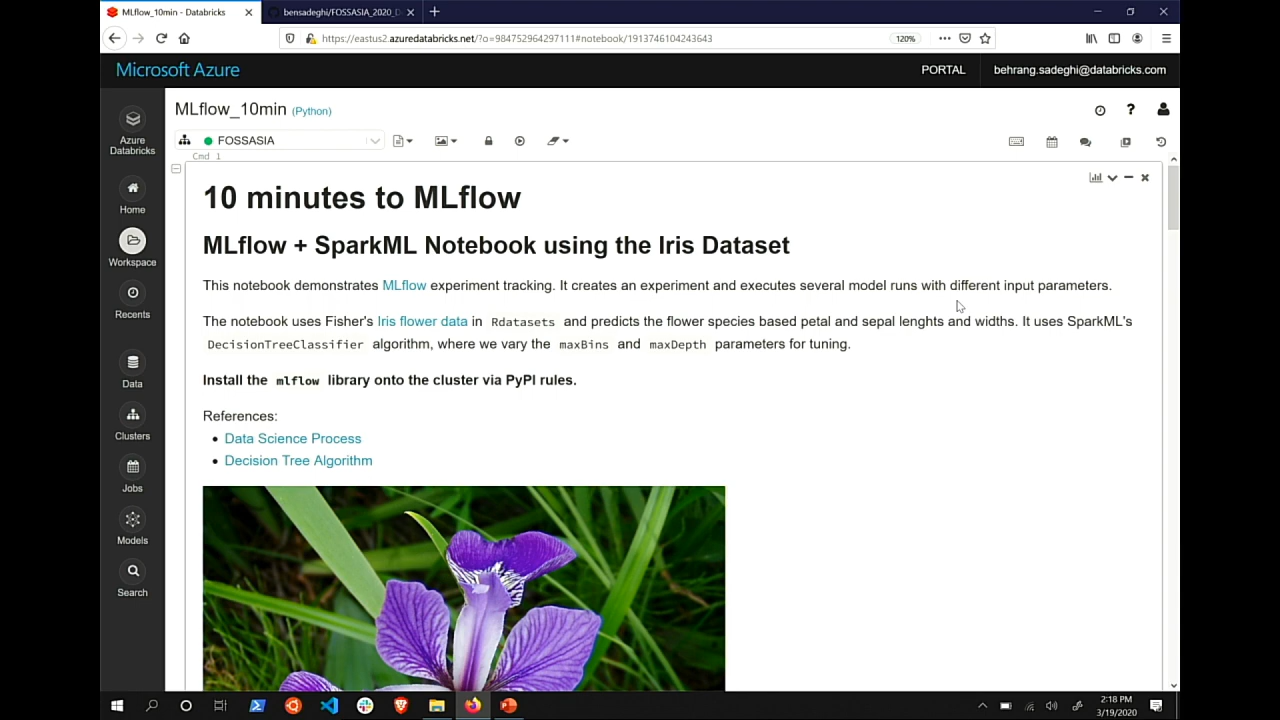 MLflow_10min - Databricks
bensadeghi/FOSSASIA_2020_D
https://eastus2.azuredatabricks.net/?o=984752964297111#notebook/1913746104243643
120%
Microsoft Azure
PORTAL
behrang.sadeghi@databricks.com
Azure
Databricks
Home
Workspace
Recents
Data
Clusters
Jobs
Models
Search
MLflow_10min (Python)
FOSSASIA
Cmd 1
10 minutes to MLflow
MLflow + SparkML Notebook using the Iris Dataset
This notebook demonstrates MLflow experiment tracking. It creates an experiment and executes several model runs with different input parameters.
The notebook uses Fisher's Iris flower data in Rdatasets and predicts the flower species based petal and sepal lenghts and widths. It uses SparkML's
DecisionTreeClassifier algorithm, where we vary the maxBins and maxDepth parameters for tuning.
Install the mlflow library onto the cluster via PyPI rules.
References:
• Data Science Process
• Decision Tree Algorithm
2:18 PM
3/19/2020